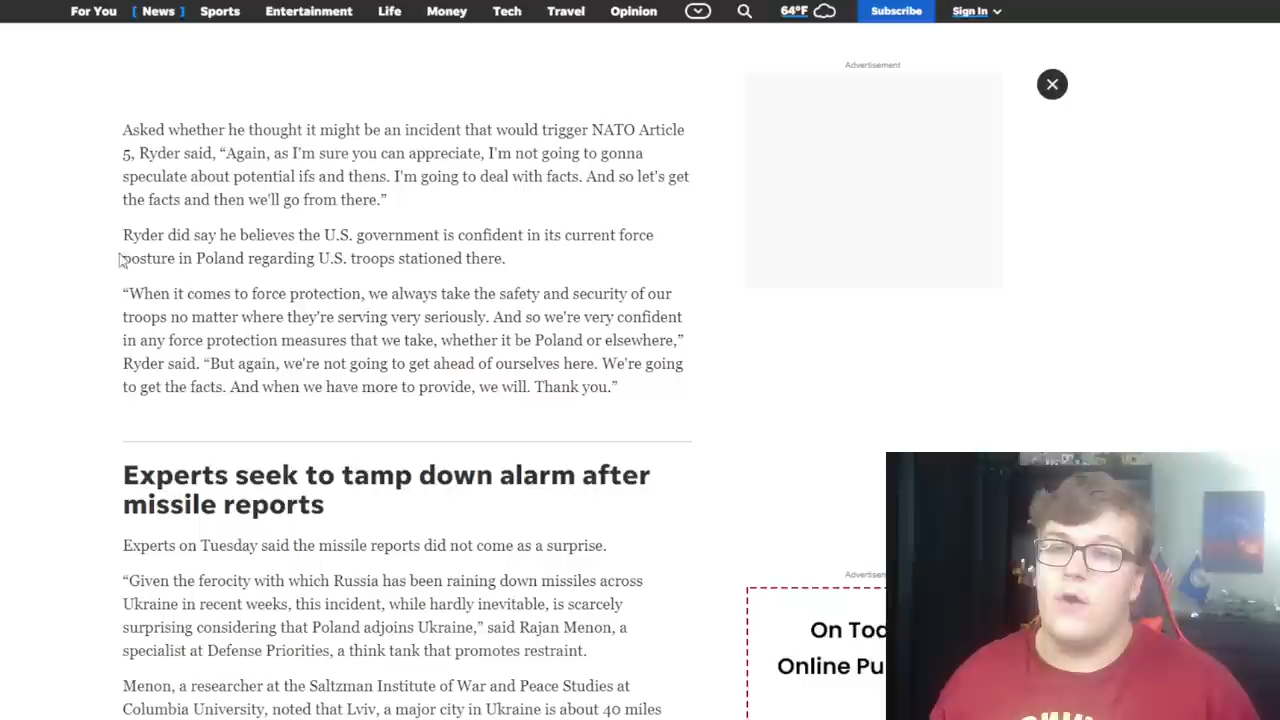 For You [ News ] Sports Entertainment Life Money Tech Travel Opinion 64°F Subscribe Sign In
Advertisement
Asked whether he thought it might be an incident that would trigger NATO Article
5, Ryder said, “Again, as I'm sure you can appreciate, I'm not going to gonna
speculate about potential ifs and thens. I'm going to deal with facts. And so let's get
the facts and then we'll go from there.”
Ryder did say he believes the U.S. government is confident in its current force
posture in Poland regarding U.S. troops stationed there.
“When it comes to force protection, we always take the safety and security of our
troops no matter where they're serving very seriously. And so we're very confident
in any force protection measures that we take, whether it be Poland or elsewhere,”
Ryder said. “But again, we're not going to get ahead of ourselves here. We're going
to get the facts. And when we have more to provide, we will. Thank you.”
Experts seek to tamp down alarm after
missile reports
Experts on Tuesday said the missile reports did not come as a surprise.
“Given the ferocity with which Russia has been raining down missiles across
Ukraine in recent weeks, this incident, while hardly inevitable, is scarcely
surprising considering that Poland adjoins Ukraine,” said Rajan Menon, a
specialist at Defense Priorities, a think tank that promotes restraint.
Menon, a researcher at the Saltzman Institute of War and Peace Studies at
Columbia University, noted that Lviv, a major city in Ukraine is about 40 miles
Advertisem
On Too
Online Pu